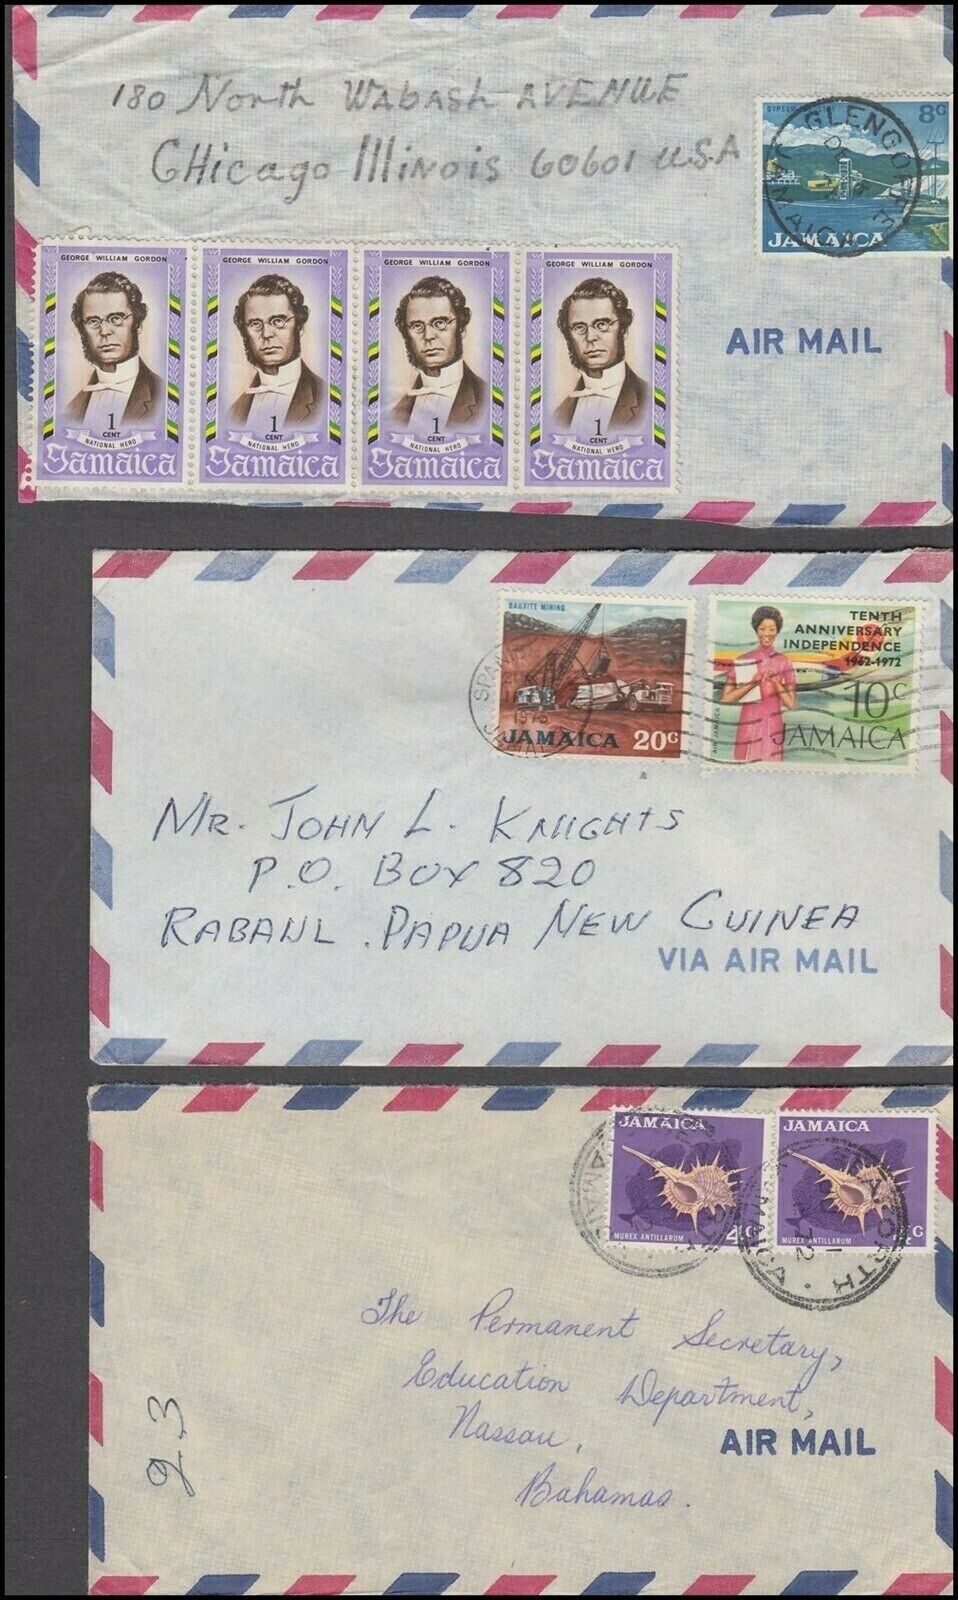 180 North WABASH AVENUE
CHicago IllINOIS 60601 U.S.A
8c
GLENGOFFE
JAMAICA
JAMAICA
AIR MAIL
GEORGE WILLIAM GORDON
1
CENT
NATIONAL HERO
Jamaica
GEORGE WILLIAM GORDON
1
CENT
NATIONAL HERO
Jamaica
GEORGE WILLIAM GORDON
1
CENT
NATIONAL HERO
Jamaica
GEORGE WILLIAM GORDON
1
CENT
NATIONAL HERO
Jamaica
BAUXITE MINING
JAMAICA 20c
TENTH
ANNIVERSARY
INDEPENDENCE
1962-1972
10c
JAMAICA
MR. JOHN L. KNIGHTS
P.O. BOX 820
RABAUL . PAPUA NEW GUINEA
VIA AIR MAIL
JAMAICA
4c
MUREX ANTILLARUM
JAMAICA
MUREX ANTILLARUM
The Permanent Secretary,
Education Department,
Nassau,
AIR MAIL
Bahamas.
23